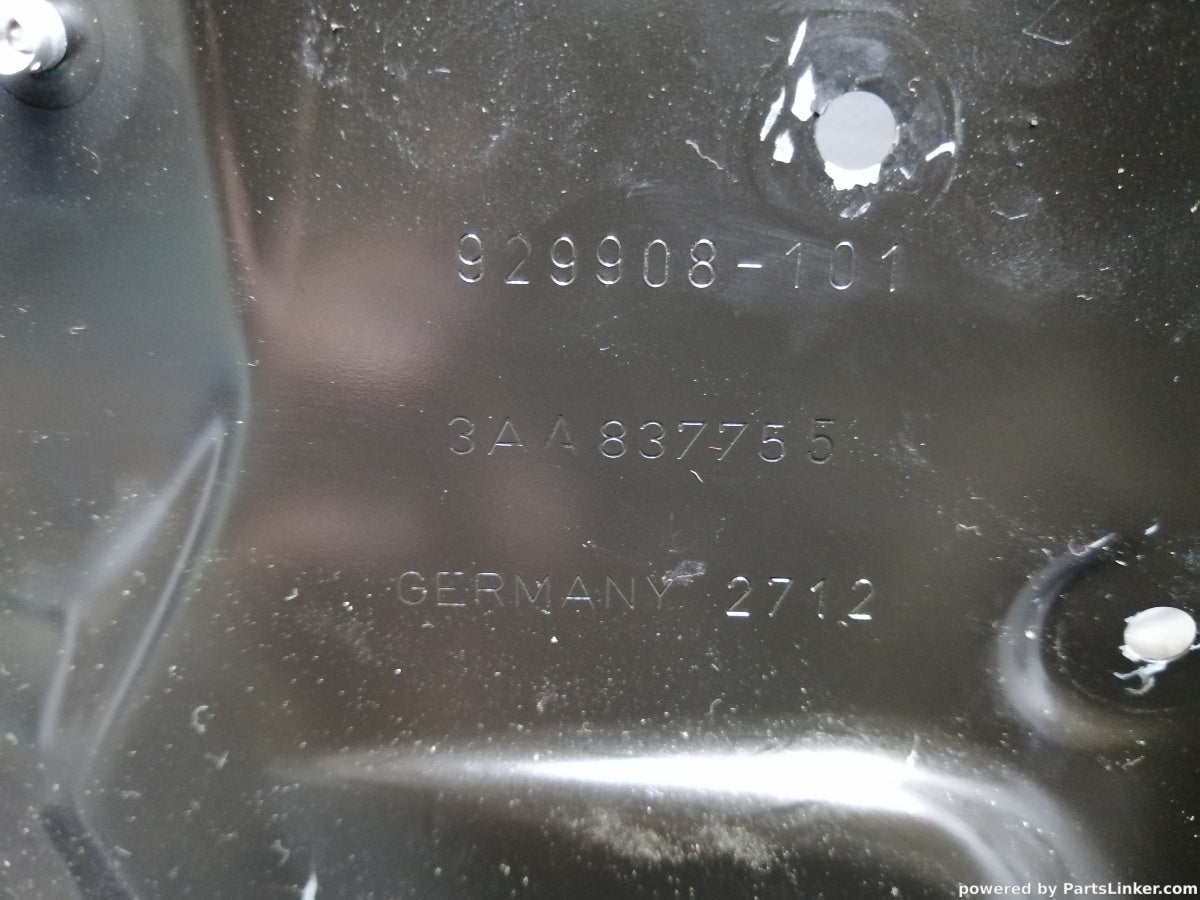 929908-101
3AA837755
GERMANY 2712
powered by PartsLinker.com